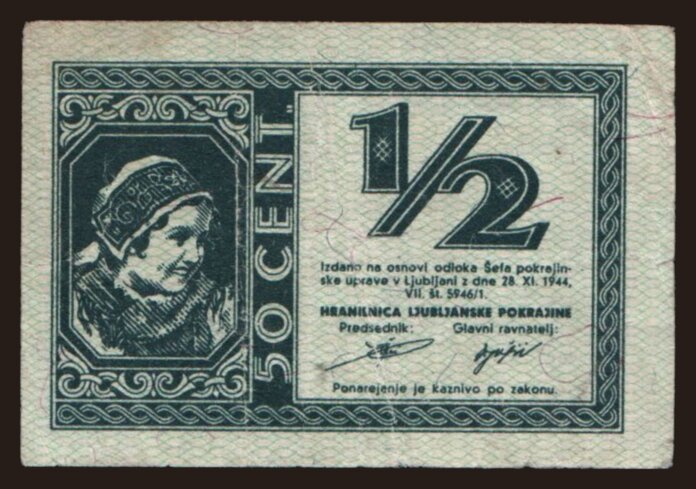 50 CENT.
1/2
Izdano na osnovi odloka Šefa pokrajin-
ske uprave v Ljubljani z dne 28. XI. 1944,
VII. št. 5946/1.
HRANILNICA LJUBLJANSKE POKRAJINE
Predsednik: Glavni ravnatelj:
Ponarejenje je kaznivo po zakonu.